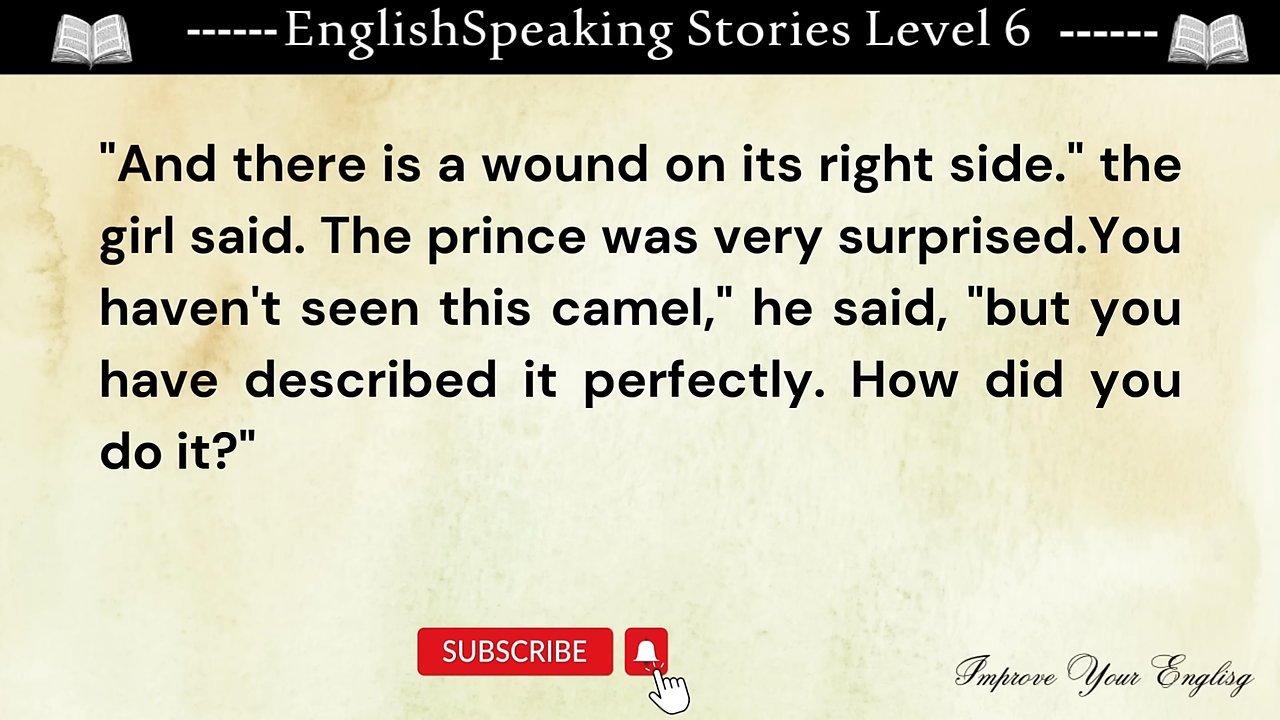 ------EnglishSpeaking Stories Level 6 ------
"And there is a wound on its right side." the
girl said. The prince was very surprised.You
haven't seen this camel," he said, "but you
have described it perfectly. How did you
do it?"
SUBSCRIBE
Improve Your Englisg